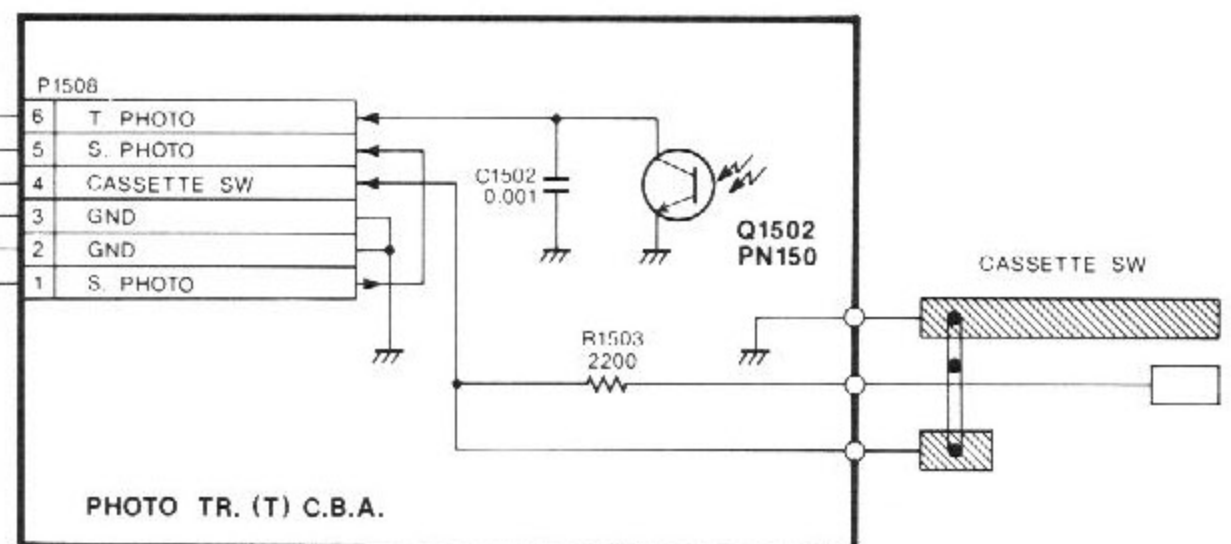 P1508
6 T PHOTO
5 S. PHOTO
4 CASSETTE SW
3 GND
2 GND
1 S. PHOTO
C1502
0.001
Q1502
PN150
CASSETTE SW
R1503
2200
PHOTO TR. (T) C.B.A.